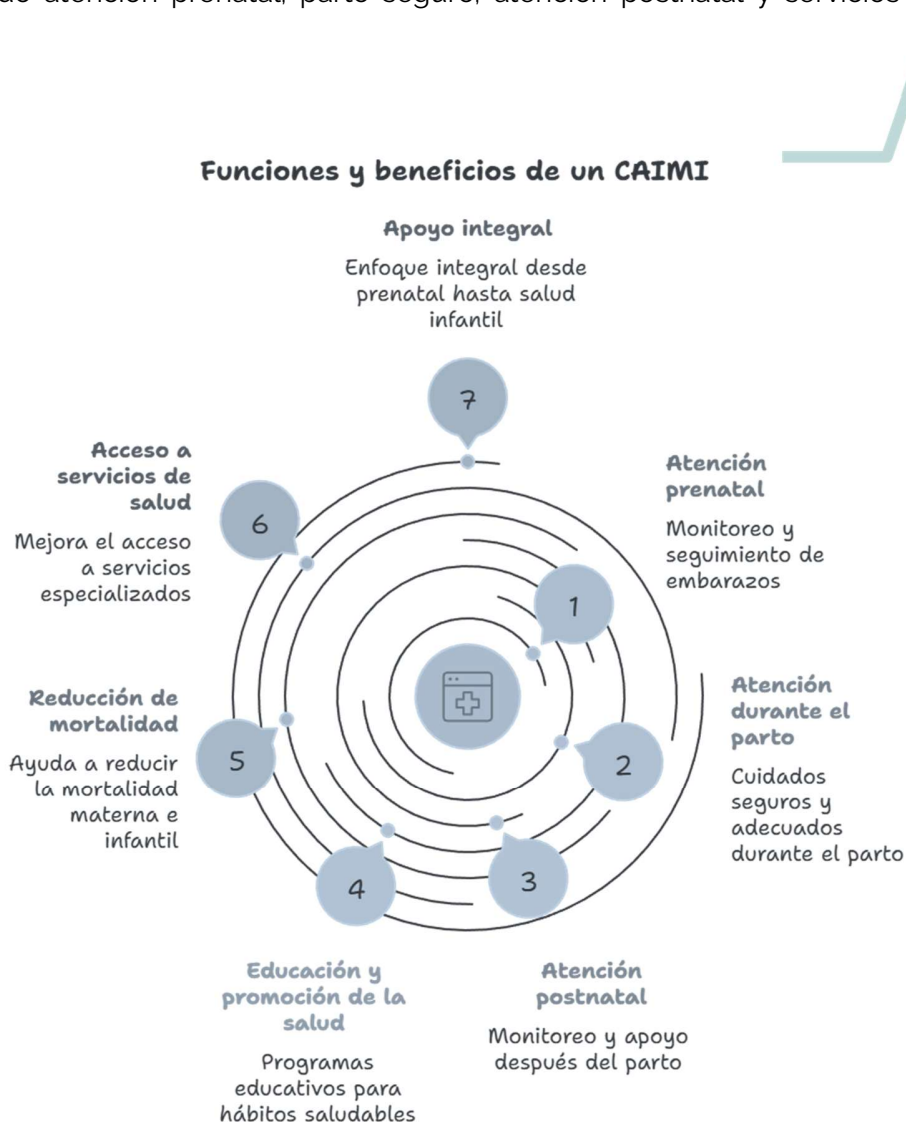 de atención prenatal, parto seguro, atención postnatal y servicios
Funciones y beneficios de un CAIMI
Apoyo integral
Enfoque integral desde
prenatal hasta salud
infantil
7
Acceso a
servicios de
salud
Mejora el acceso
a servicios
especializados
6
Atención
prenatal
Monitoreo y
seguimiento de
embarazos
1
Reducción de
mortalidad
Ayuda a reducir
la mortalidad
materna e
infantil
5
Atención
durante el
parto
Cuidados
seguros y
adecuados
durante el parto
2
4
3
Educación y
promoción de la
salud
Programas
educativos para
hábitos saludables
Atención
postnatal
Monitoreo y apoyo
después del parto